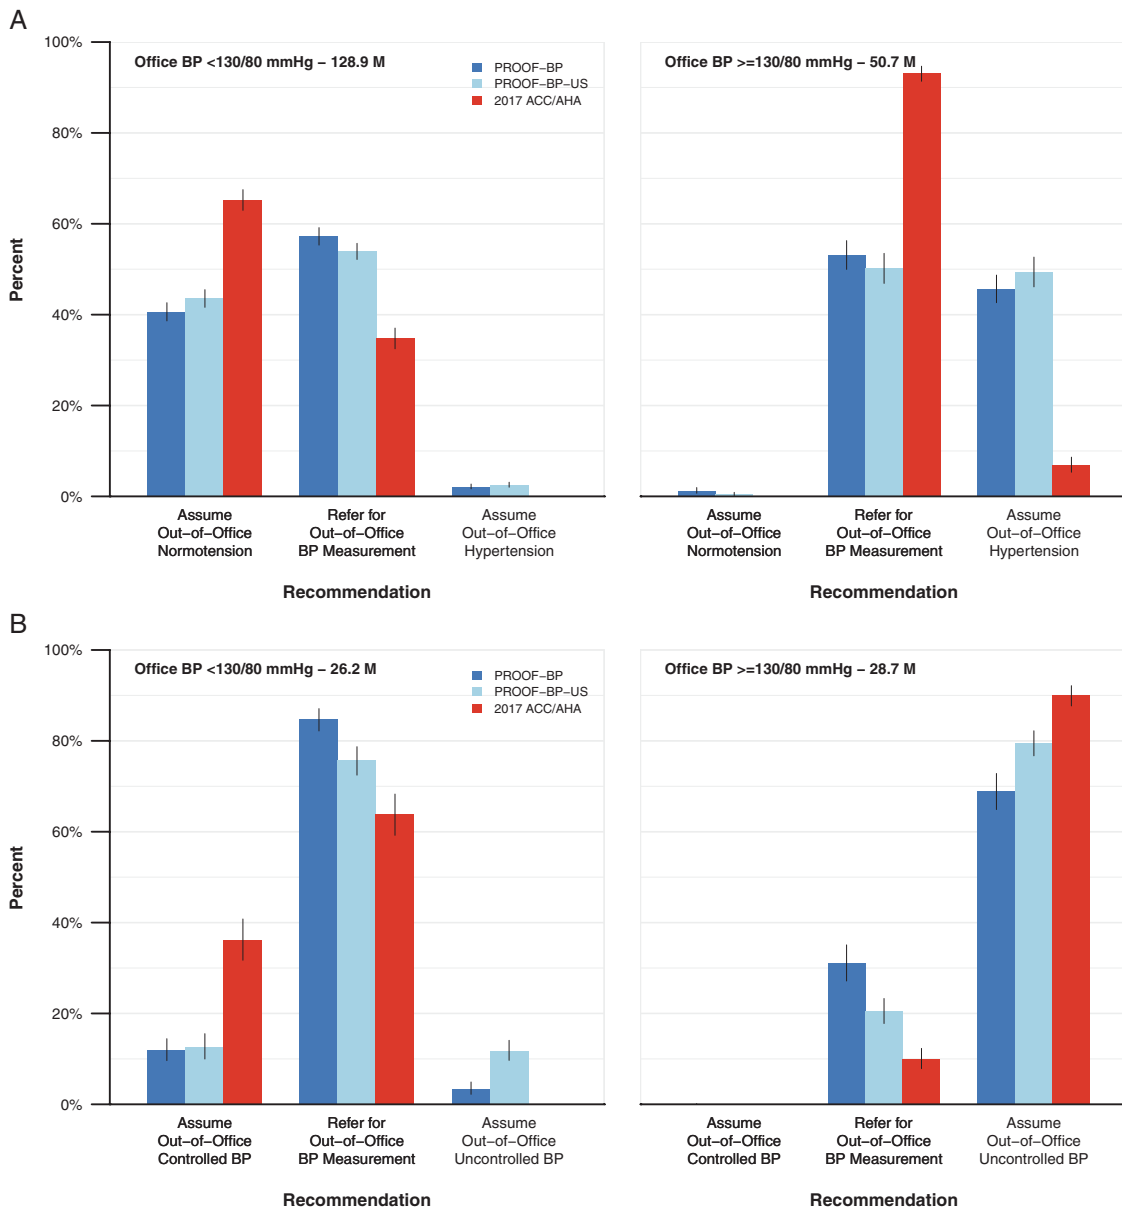 A
100%
80%
60%
40%
20%
0%
Percent
Office BP <130/80 mmHg − 128.9 M
PROOF−BP
PROOF−BP−US
2017 ACC/AHA
Assume
Out−of−Office
Normotension
Refer for
Out−of−Office
BP Measurement
Assume
Out−of−Office
Hypertension
Recommendation
Office BP >=130/80 mmHg − 50.7 M
Assume
Out−of−Office
Normotension
Refer for
Out−of−Office
BP Measurement
Assume
Out−of−Office
Hypertension
Recommendation
B
100%
80%
60%
40%
20%
0%
Percent
Office BP <130/80 mmHg − 26.2 M
PROOF−BP
PROOF−BP−US
2017 ACC/AHA
Assume
Out−of−Office
Controlled BP
Refer for
Out−of−Office
BP Measurement
Assume
Out−of−Office
Uncontrolled BP
Recommendation
Office BP >=130/80 mmHg − 28.7 M
Assume
Out−of−Office
Controlled BP
Refer for
Out−of−Office
BP Measurement
Assume
Out−of−Office
Uncontrolled BP
Recommendation